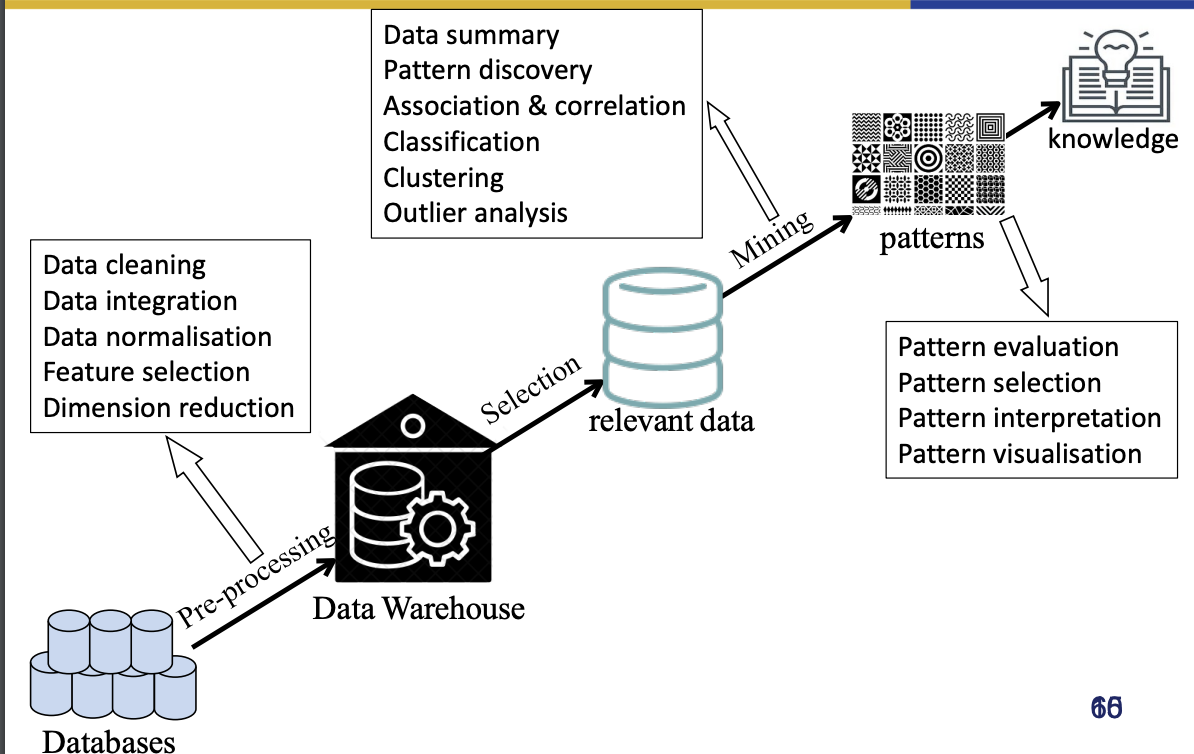 Data summary
Pattern discovery
Association & correlation
Classification
Clustering
Outlier analysis
knowledge
Mining
patterns
Data cleaning
Data integration
Data normalisation
Feature selection
Dimension reduction
Pattern evaluation
Pattern selection
Pattern interpretation
Pattern visualisation
Selection
relevant data
Pre-processing
Data Warehouse
Databases